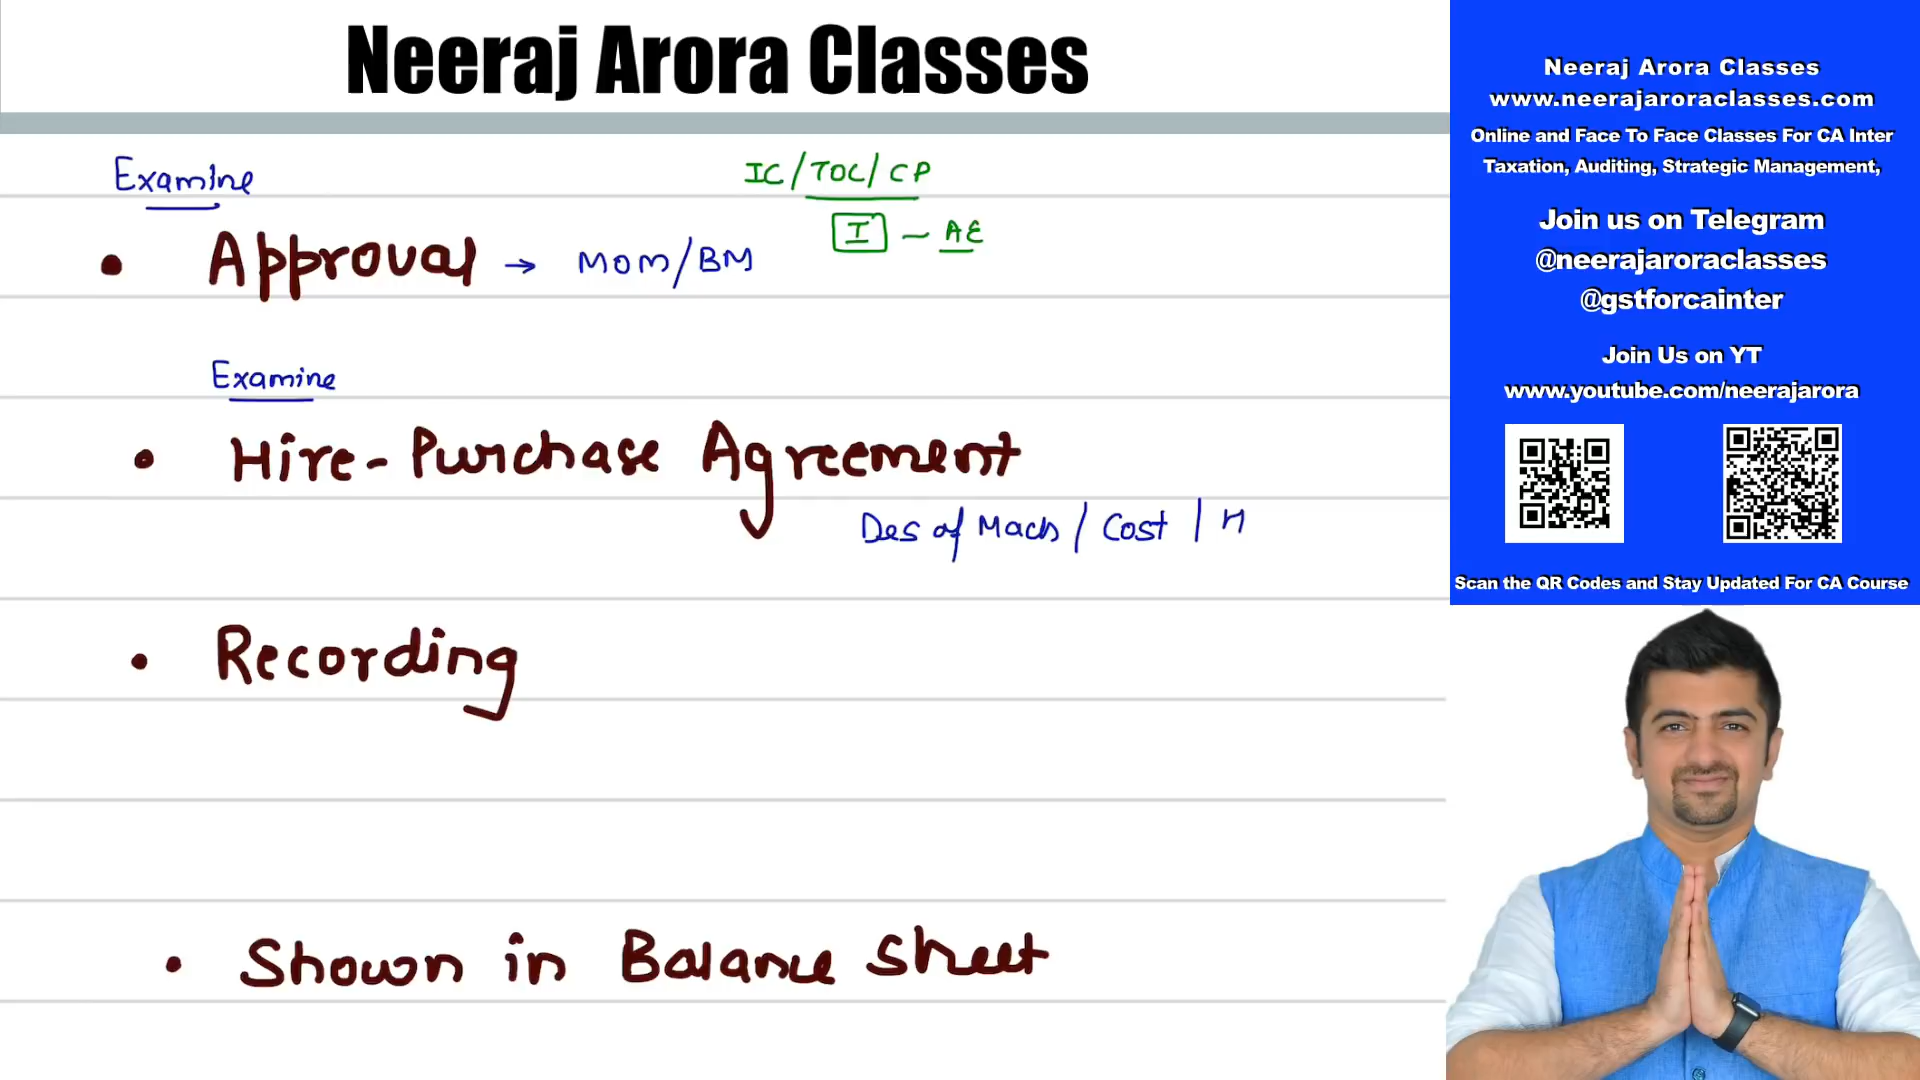 Neeraj Arora Classes
Examine
IC / TOC / CP
I - AE
• Approval → MOM/BM
Examine
• Hire-Purchase Agreement
Des of Mach / Cost / H
• Recording
• Shown in Balance Sheet
Neeraj Arora Classes
www.neerajaroraclasses.com
Online and Face To Face Classes For CA Inter
Taxation, Auditing, Strategic Management,
Join us on Telegram
@neerajaroraclasses
@gstforcainter
Join Us on YT
www.youtube.com/neerajarora
Scan the QR Codes and Stay Updated For CA Course